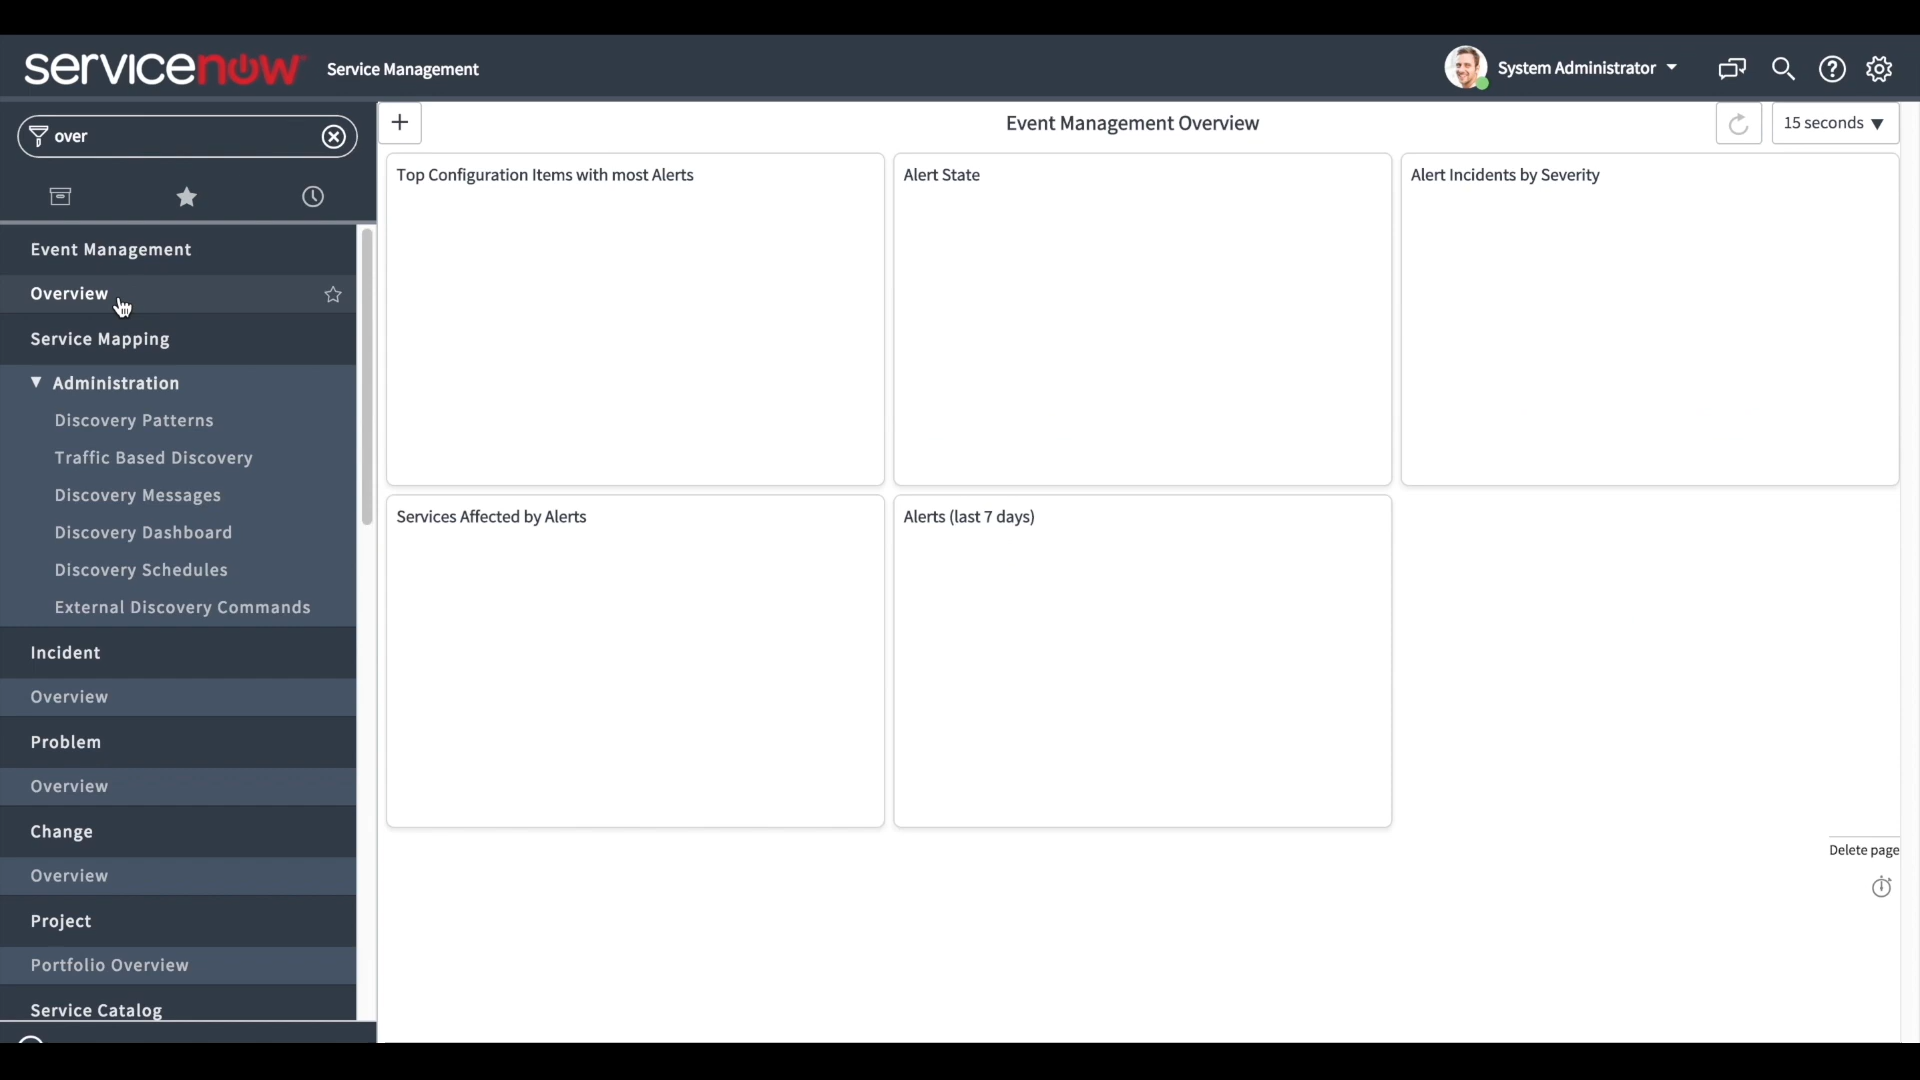 servicenow Service Management
System Administrator
over
Event Management
Overview
Service Mapping
Administration
Discovery Patterns
Traffic Based Discovery
Discovery Messages
Discovery Dashboard
Discovery Schedules
External Discovery Commands
Incident
Overview
Problem
Overview
Change
Overview
Project
Portfolio Overview
Service Catalog
Event Management Overview
15 seconds
Top Configuration Items with most Alerts
Alert State
Alert Incidents by Severity
Services Affected by Alerts
Alerts (last 7 days)
Delete page